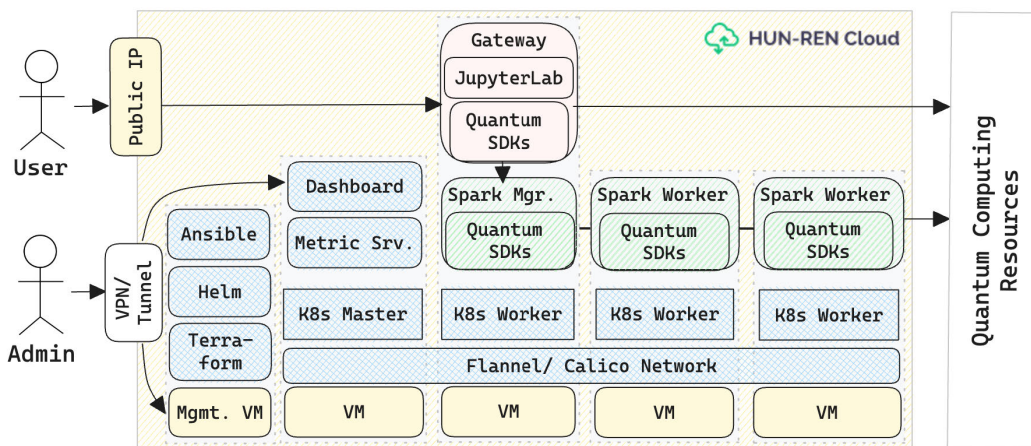 HUN-REN Cloud
User
Public IP
Gateway
JupyterLab
Quantum
SDKs
Admin
VPN/
Tunnel
Dashboard
Metric Srv.
Ansible
Helm
Terra-
form
Mgmt. VM
Spark Mgr.
Quantum
SDKs
Spark Worker
Quantum
SDKs
Spark Worker
Quantum
SDKs
K8s Master
K8s Worker
K8s Worker
K8s Worker
Flannel/ Calico Network
VM
VM
VM
VM
Quantum Computing
Resources